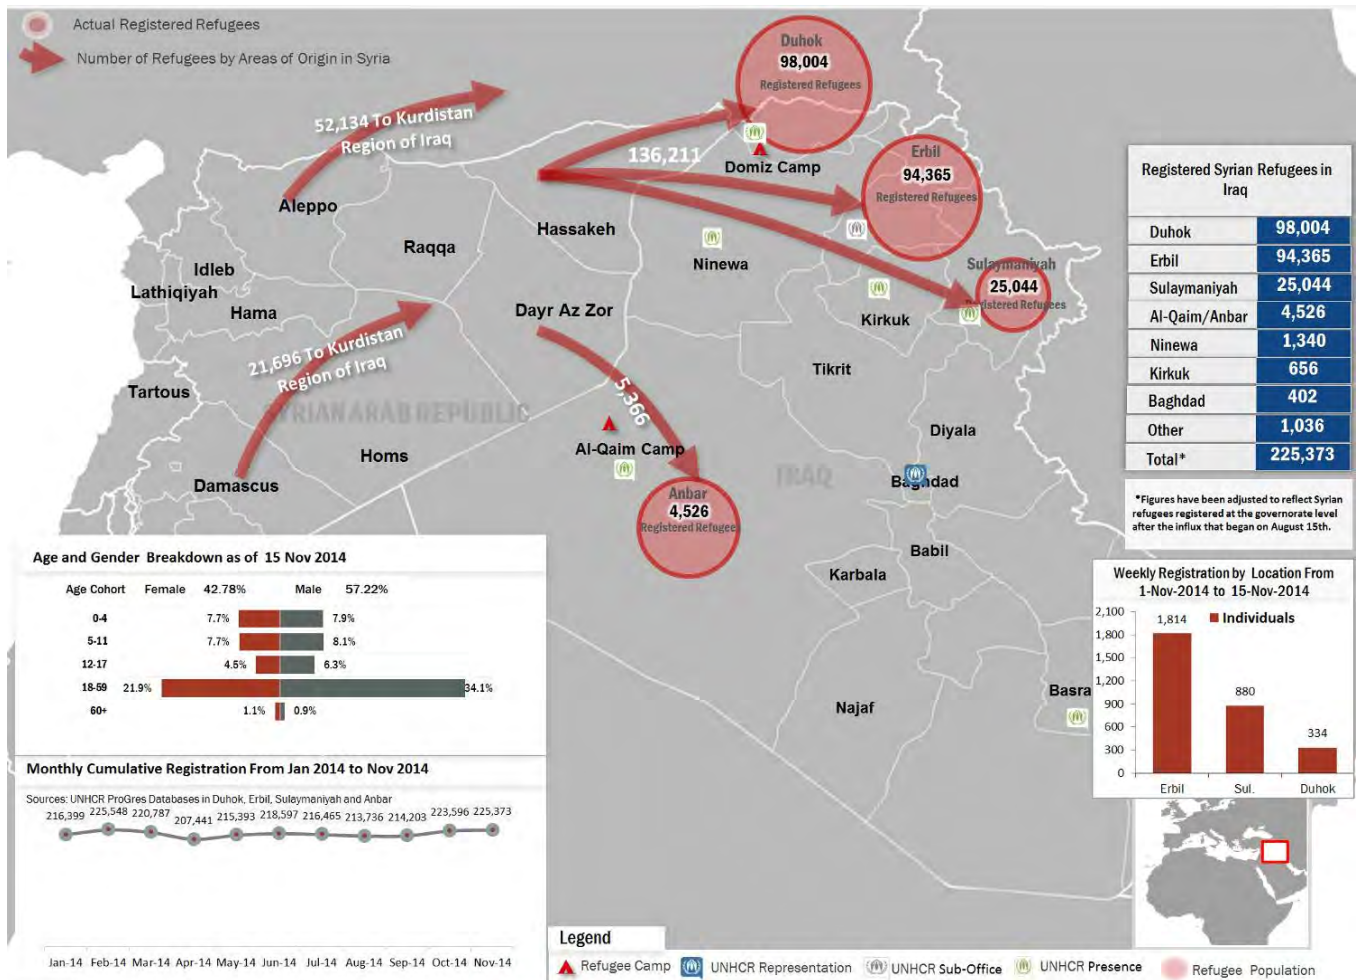 Actual Registered Refugees
Number of Refugees by Areas of Origin in Syria
52,134 To Kurdistan
Region of Iraq
Duhok
98,004
Registered Refugees
136,211
Domiz Camp
Erbil
94,365
Registered Refugees
Aleppo
Raqqa
Hassakeh
Ninewa
Sulaymaniyah
25,044
Registered Refugees
Idleb
Lathiqiyah
Hama
Dayr Az Zor
Kirkuk
21,696 To Kurdistan
Region of Iraq
Tikrit
Tartous
5,366
SYRIAN ARAB REPUBLIC
Diyala
Al-Qaim Camp
Homs
IRAQ
Damascus
Baghdad
Anbar
4,526
Registered Refugee
Babil
Karbala
Najaf
Basra
Registered Syrian Refugees in
Iraq
Duhok 98,004
Erbil 94,365
Sulaymaniyah 25,044
Al-Qaim/Anbar 4,526
Ninewa 1,340
Kirkuk 656
Baghdad 402
Other 1,036
Total* 225,373
*Figures have been adjusted to reflect Syrian
refugees registered at the governorate level
after the influx that began on August 15th.
Age and Gender Breakdown as of 15 Nov 2014
Age Cohort Female 42.78% Male 57.22%
0-4 7.7% 7.9%
5-11 7.7% 8.1%
12-17 4.5% 6.3%
18-59 21.9% 34.1%
60+ 1.1% 0.9%
Weekly Registration by Location From
1-Nov-2014 to 15-Nov-2014
Individuals
2,100
1,800
1,500
1,200
900
600
300
0
1,814
880
334
Erbil Sul. Duhok
Monthly Cumulative Registration From Jan 2014 to Nov 2014
Sources: UNHCR ProGres Databases in Duhok, Erbil, Sulaymaniyah and Anbar
216,399 225,548 220,787 207,441 215,393 218,597 216,465 213,736 214,203 223,596 225,373
Jan-14 Feb-14 Mar-14 Apr-14 May-14 Jun-14 Jul-14 Aug-14 Sep-14 Oct-14 Nov-14
Legend
Refugee Camp UNHCR Representation UNHCR Sub-Office UNHCR Presence Refugee Population